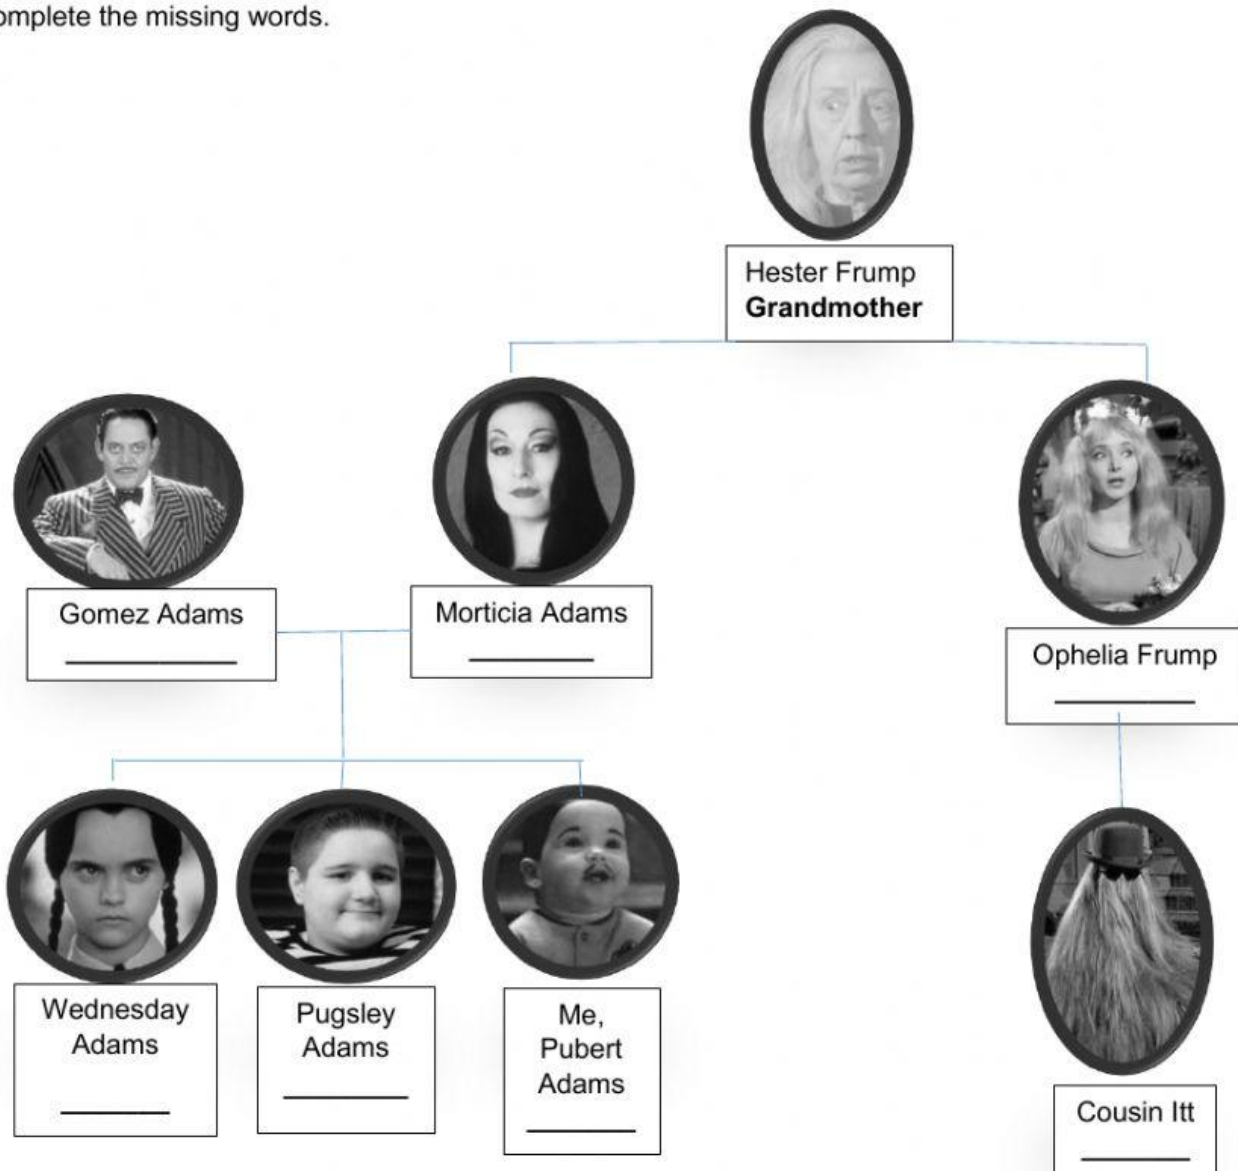 omplete the missing words.
Hester Frump
Grandmother
Gomez Adams
Morticia Adams
Ophelia Frump
Wednesday
Adams
Pugsley
Adams
Me,
Pubert
Adams
Cousin Itt